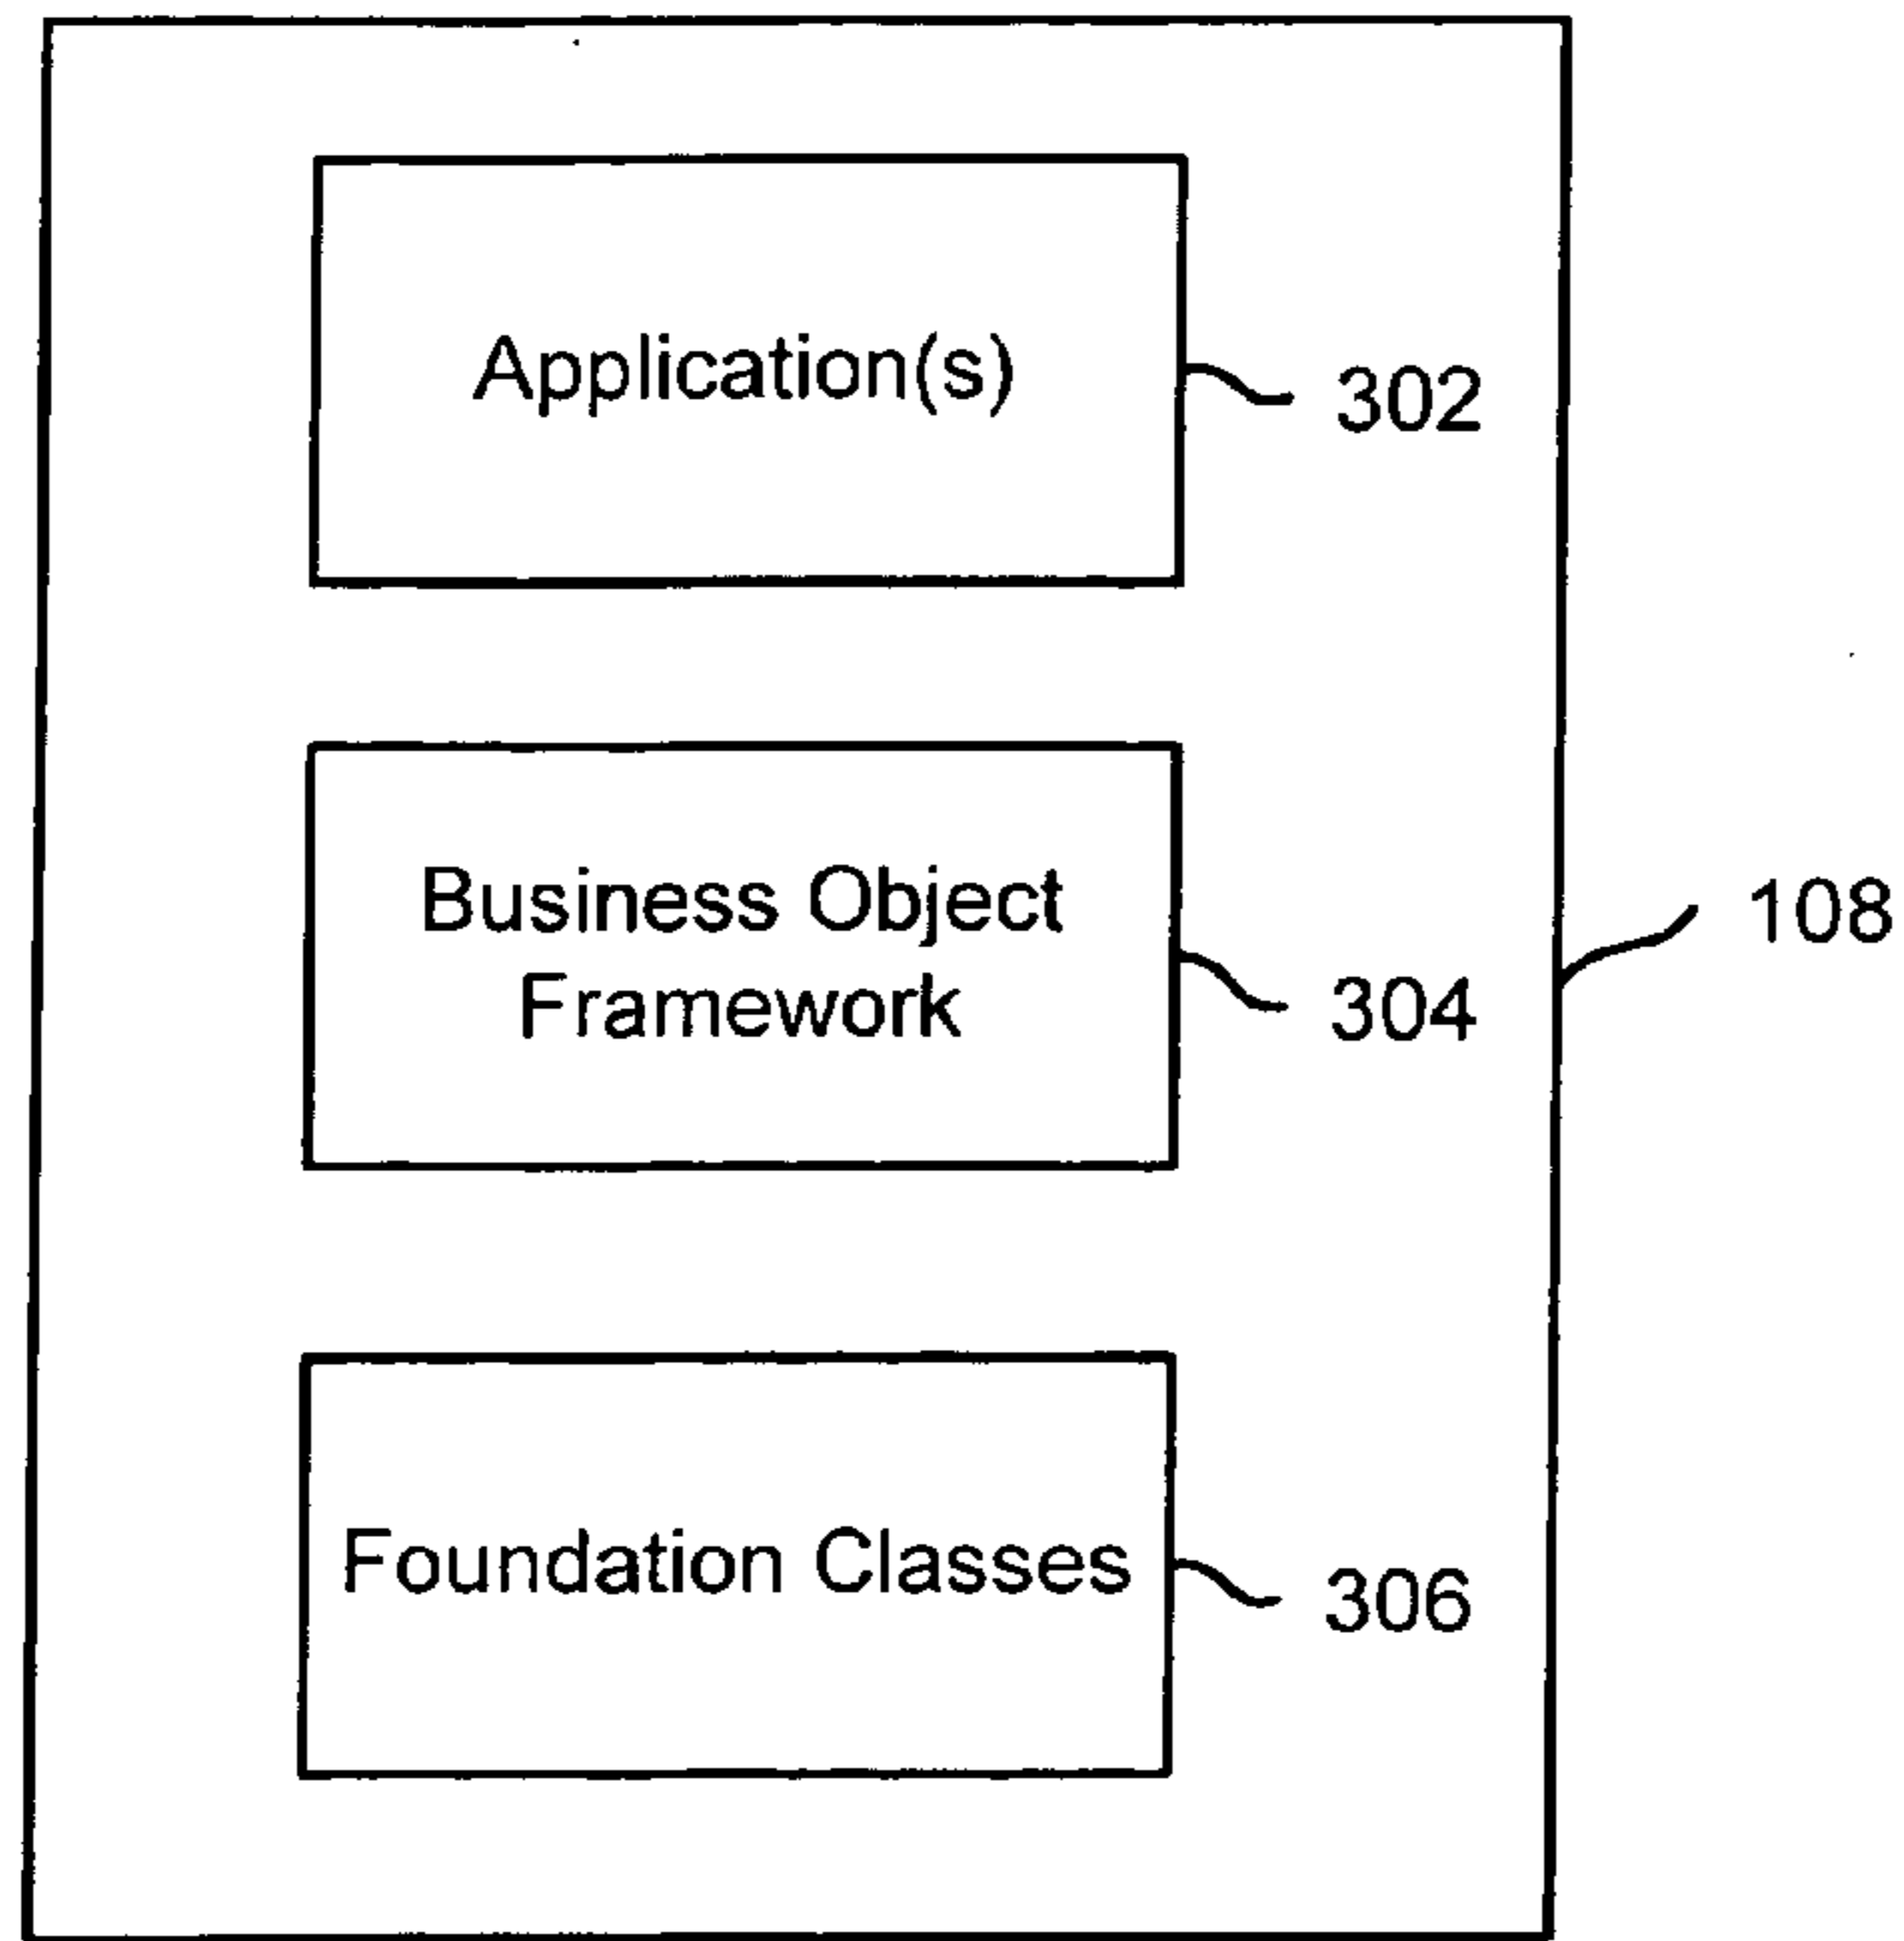 Application(s)
302
Business Object
Framework
304
108
Foundation Classes
306